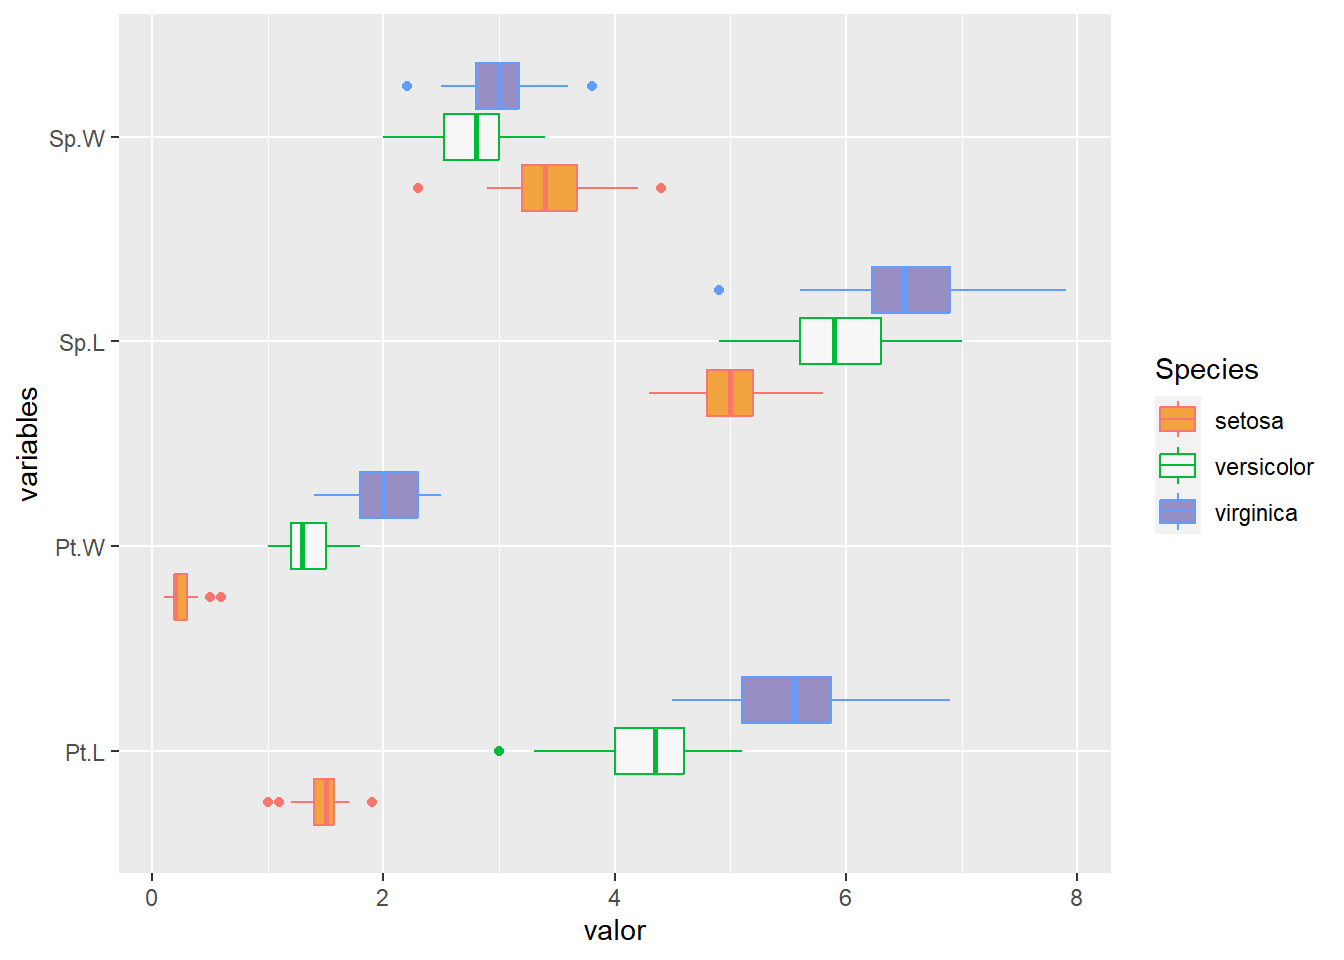 Sp.W
Sp.L
Pt.W
Pt.L
variables
0 2 4 6 8
valor
Species
setosa
versicolor
virginica